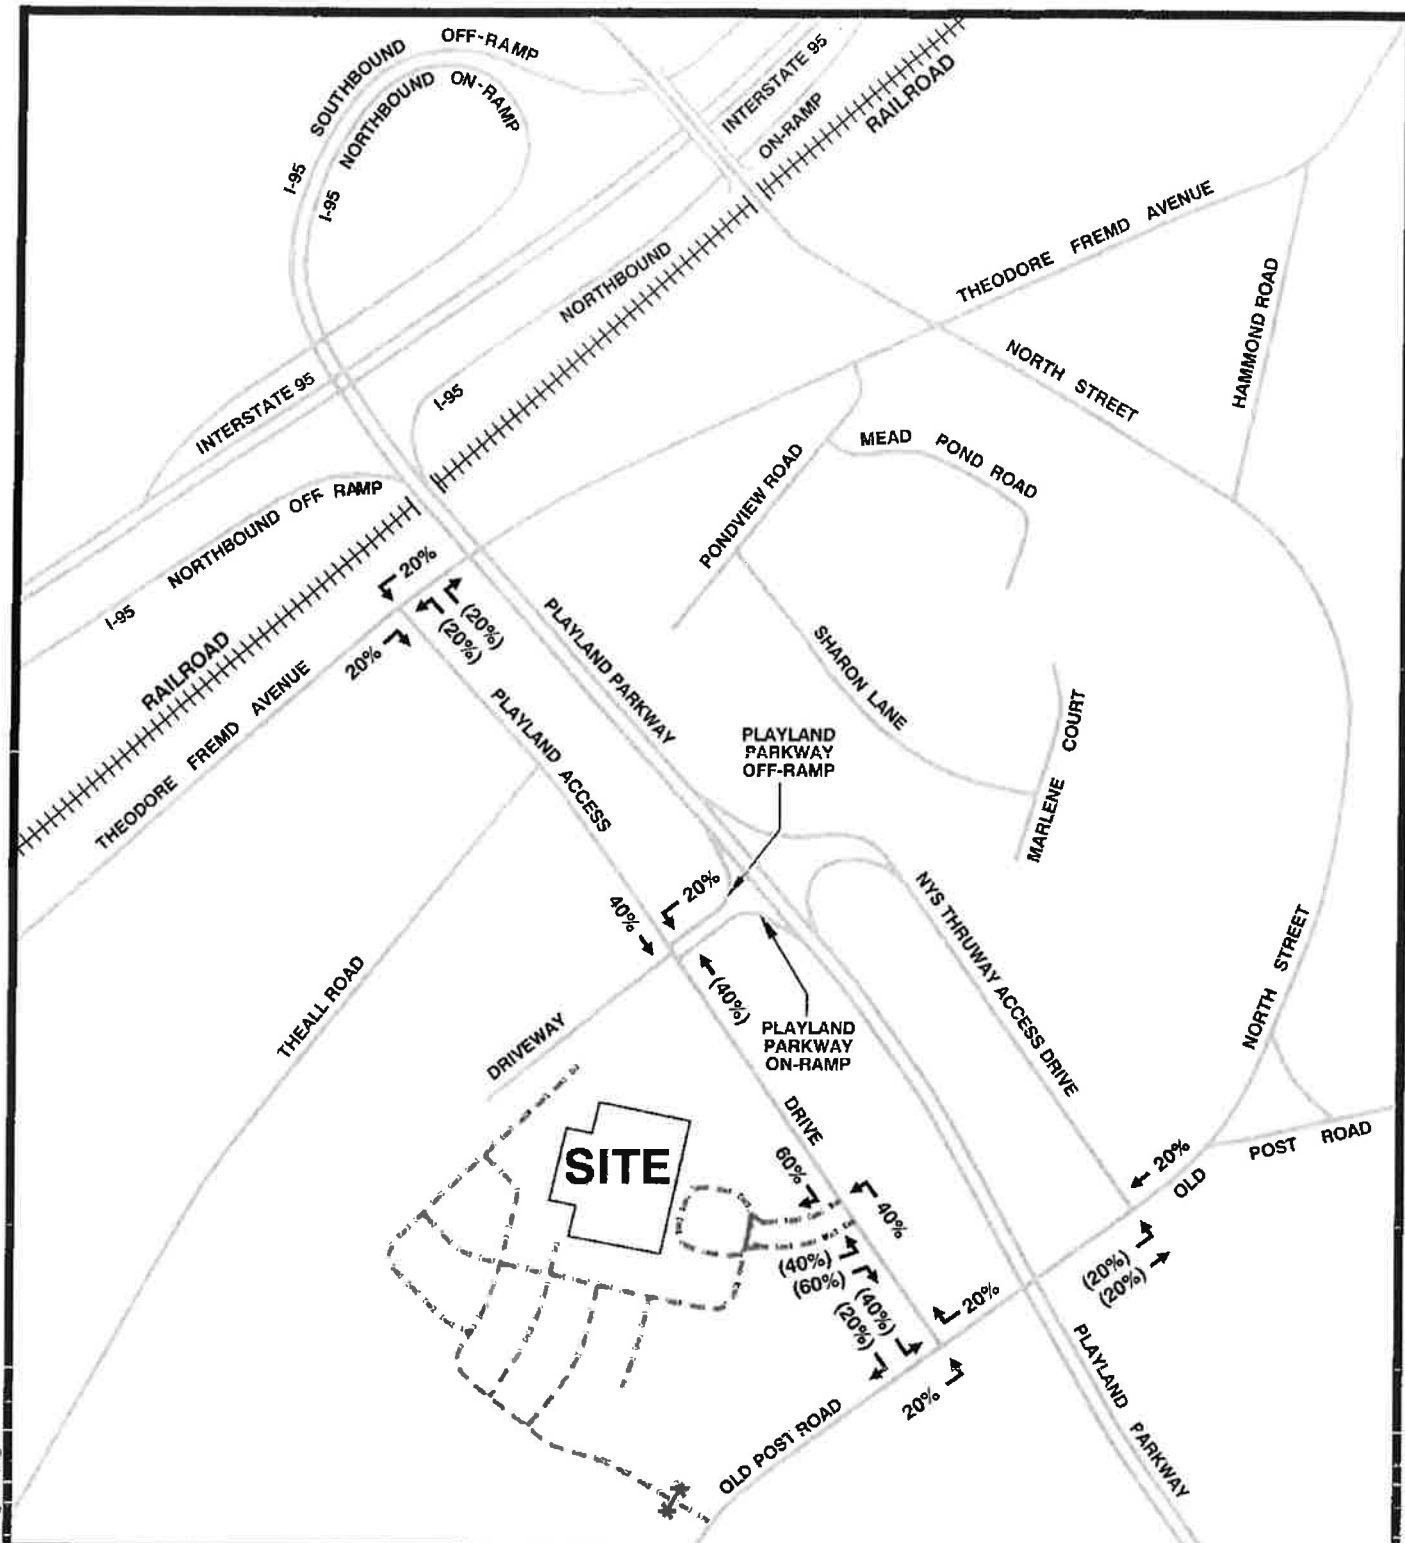 OFF-RAMP
SOUTHBOUND
I-95
ON-RAMP
NORTHBOUND
I-95
INTERSTATE 95
ON-RAMP
RAILROAD
THEODORE FREMD AVENUE
HAMMOND ROAD
NORTHBOUND
I-95
NORTH STREET
INTERSTATE 95
MEAD POND ROAD
PONDVIEW ROAD
I-95 NORTHBOUND OFF RAMP
20%
(20%)
(20%)
20%
RAILROAD
THEODORE FREMD AVENUE
PLAYLAND PARKWAY
SHARON LANE
MARLENE COURT
PLAYLAND ACCESS
PLAYLAND
PARKWAY
OFF-RAMP
20%
40%
(40%)
NYS THRUWAY ACCESS DRIVE
NORTH STREET
THEALL ROAD
DRIVEWAY
PLAYLAND
PARKWAY
ON-RAMP
DRIVE
SITE
60%
40%
20%
OLD POST ROAD
(40%)
(60%)
(40%)
(20%)
20%
(20%)
(20%)
20%
OLD POST ROAD
PLAYLAND PARKWAY